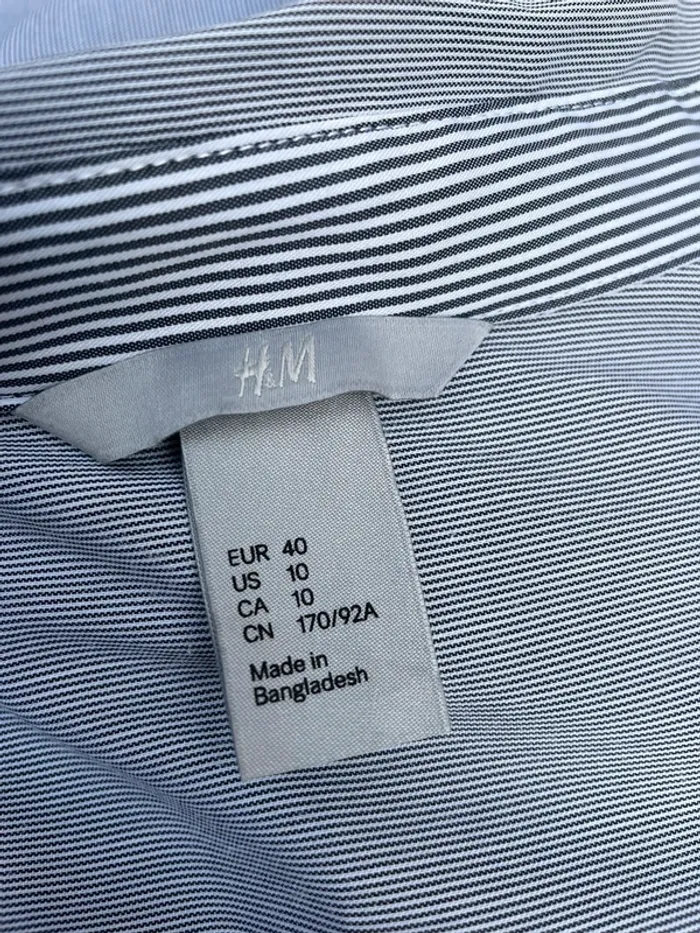 H&M
EUR 40
US 10
CA 10
CN 170/92A
Made in
Bangladesh